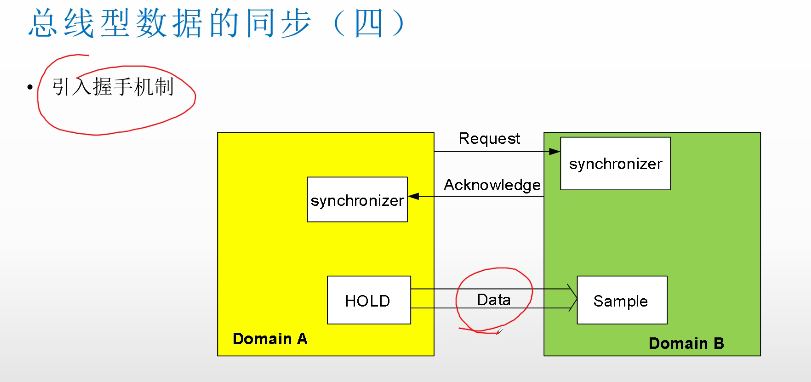 总线型数据的同步（四）
• 引入握手机制
Request
synchronizer
Acknowledge
synchronizer
HOLD
Data
Sample
Domain A
Domain B